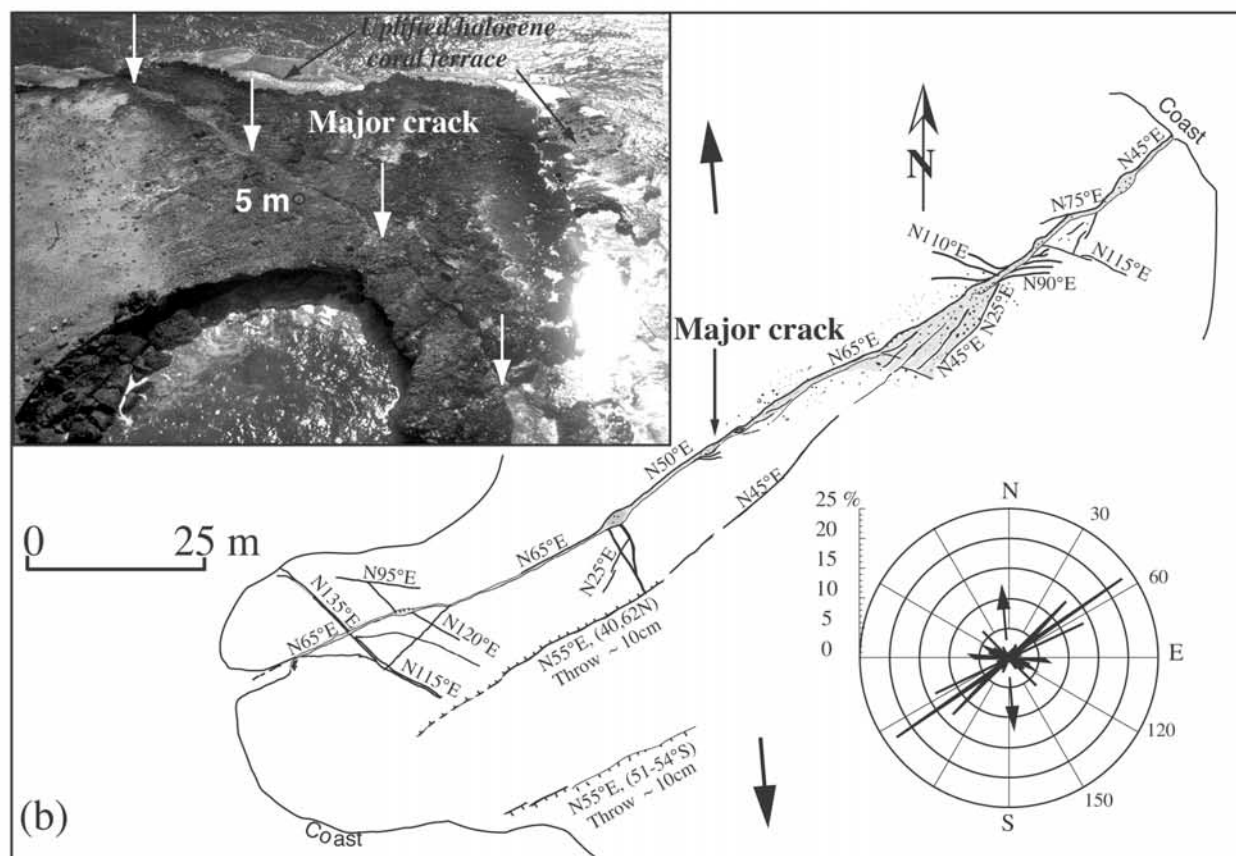 Uplifted holocene
coral terrace
Major crack
5 m
Coast
N45°E
N
N75°E
N110°E
N115°E
N90°E
N25°E
Major crack
N65°E
N45°E
N50°E
N45°E
25 %
20
15
10
5
0
N
30
60
E
120
150
S
0 25 m
N65°E
N25°E
N95°E
N135°E
N120°E
N65°E
N115°E
N55°E, (40,62N)
Throw ~ 10cm
N55°E, (51-54°S)
Throw ~ 10cm
(b)
Coast